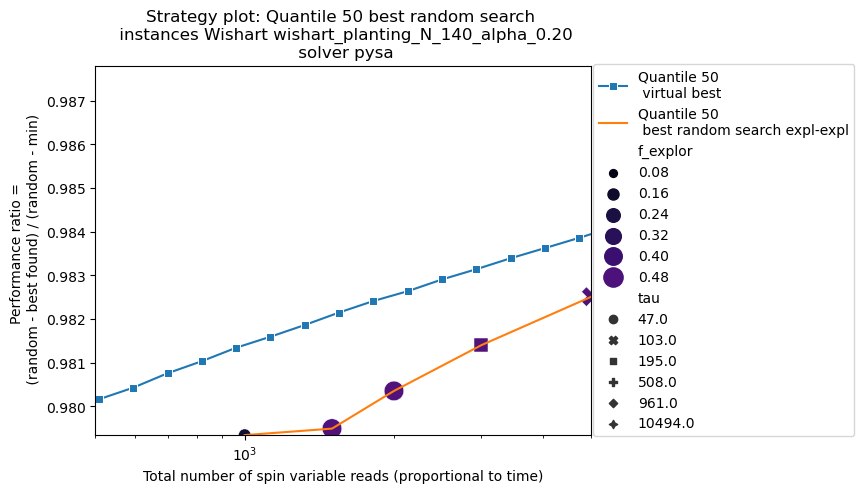 Strategy plot: Quantile 50 best random search
instances Wishart wishart_planting_N_140_alpha_0.20
solver pysa
Performance ratio =
(random - best found) / (random - min)
0.987
0.986
0.985
0.984
0.983
0.982
0.981
0.980
10^3
Total number of spin variable reads (proportional to time)
Quantile 50
virtual best
Quantile 50
best random search expl-expl
f_explor
0.08
0.16
0.24
0.32
0.40
0.48
tau
47.0
103.0
195.0
508.0
961.0
10494.0